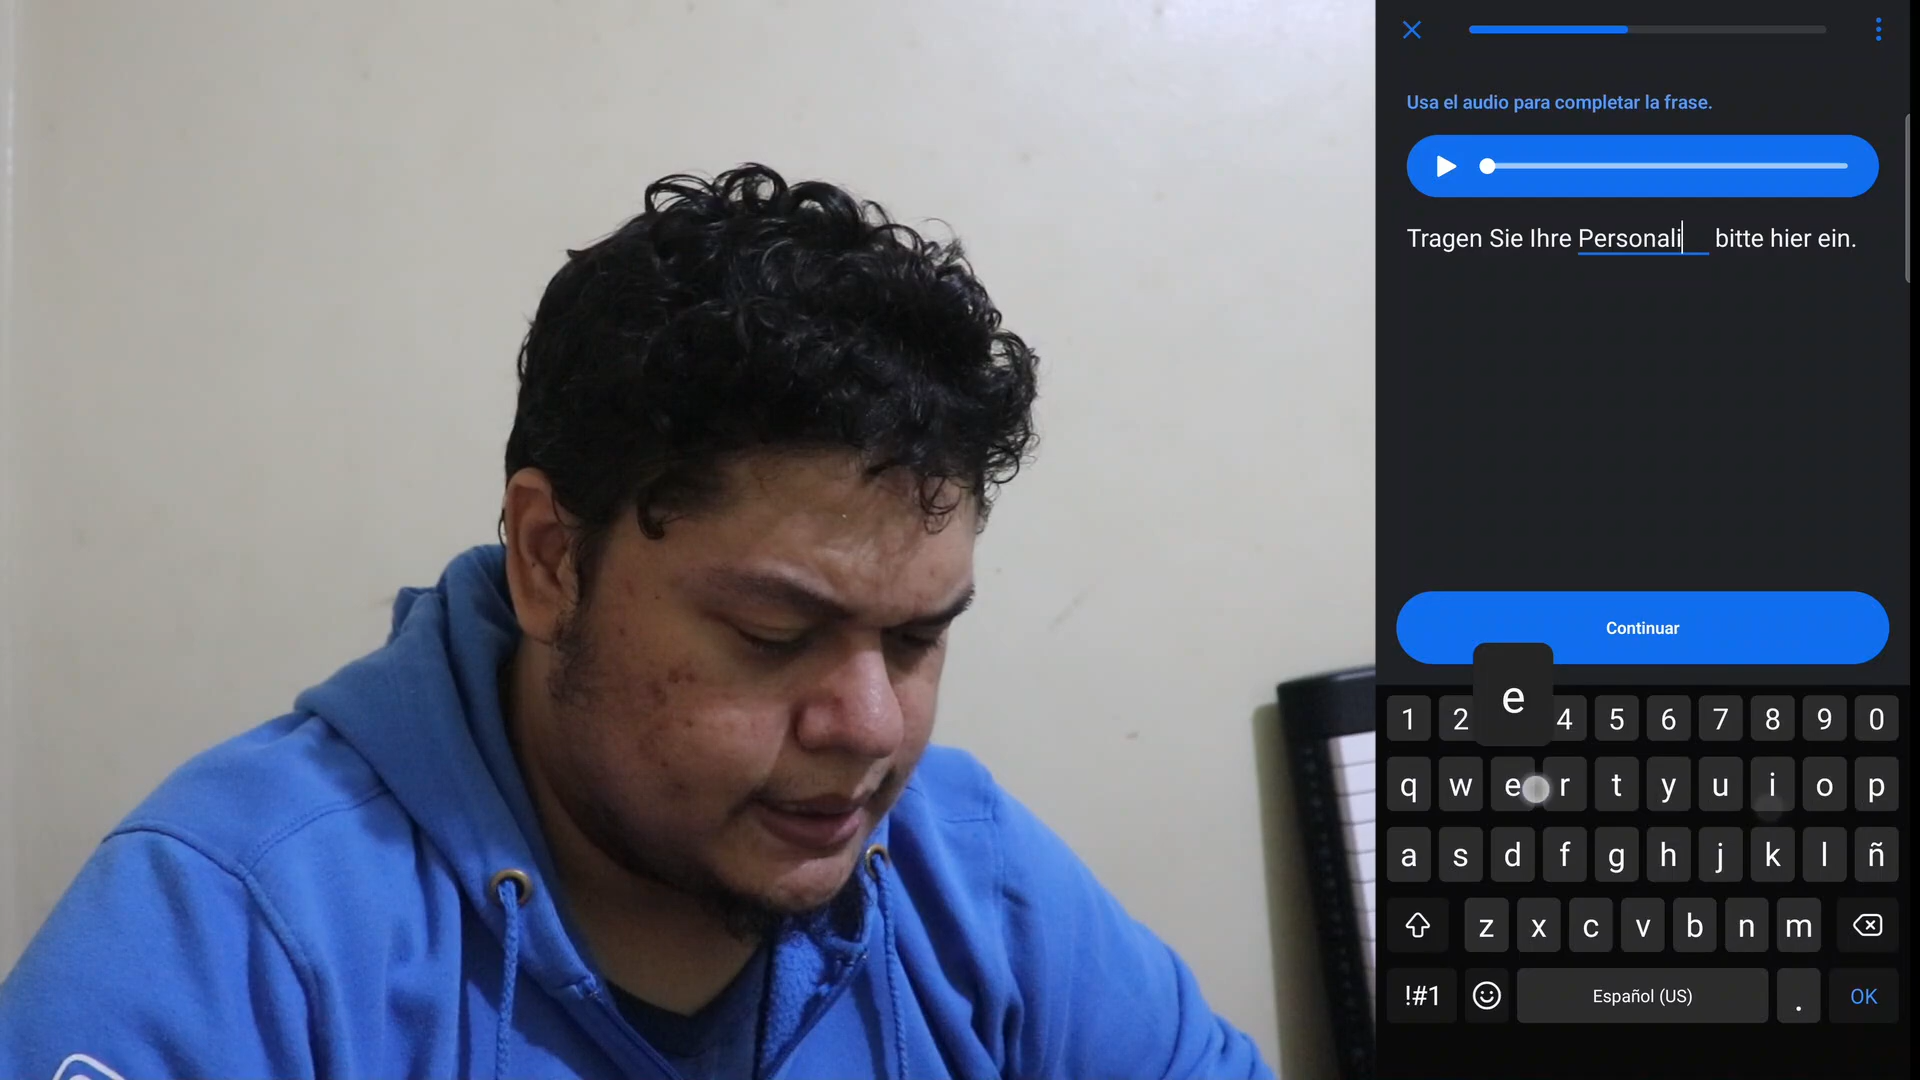 Usa el audio para completar la frase.
Tragen Sie Ihre Personali bitte hier ein.
Continuar
e
1 2 4 5 6 7 8 9 0
q w e r t y u i o p
a s d f g h j k l ñ
z x c v b n m
!#1 Español (US) . OK